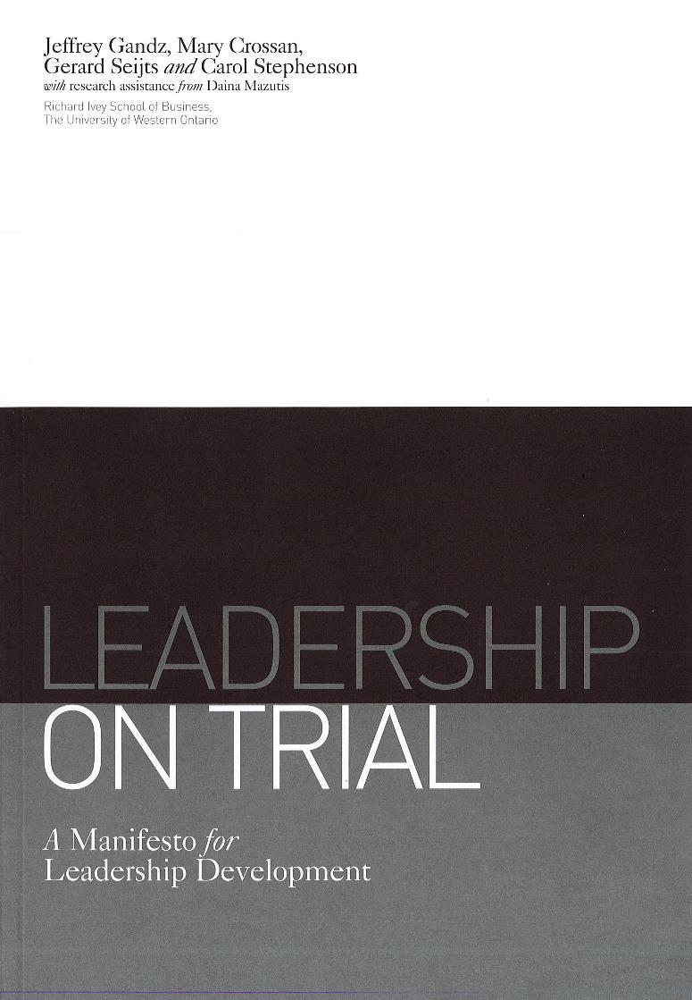 Jeffrey Gandz, Mary Crossan,
Gerard Seijts and Carol Stephenson
with research assistance from Daina Mazutis
Richard Ivey School of Business,
The University of Western Ontario
LEADERSHIP
ON TRIAL
A Manifesto for
Leadership Development